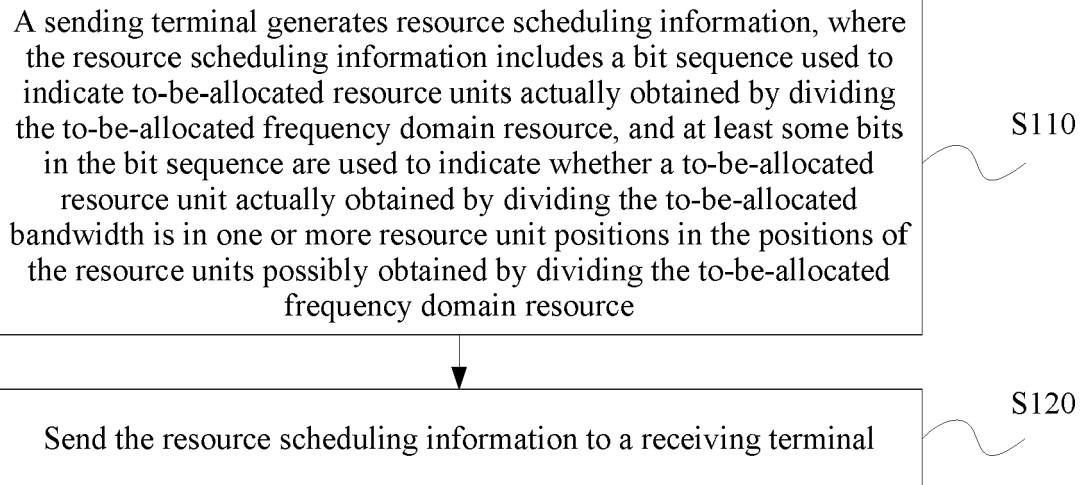 A sending terminal generates resource scheduling information, where
the resource scheduling information includes a bit sequence used to
indicate to-be-allocated resource units actually obtained by dividing
the to-be-allocated frequency domain resource, and at least some bits
in the bit sequence are used to indicate whether a to-be-allocated
resource unit actually obtained by dividing the to-be-allocated
bandwidth is in one or more resource unit positions in the positions of
the resource units possibly obtained by dividing the to-be-allocated
frequency domain resource
S110
Send the resource scheduling information to a receiving terminal
S120